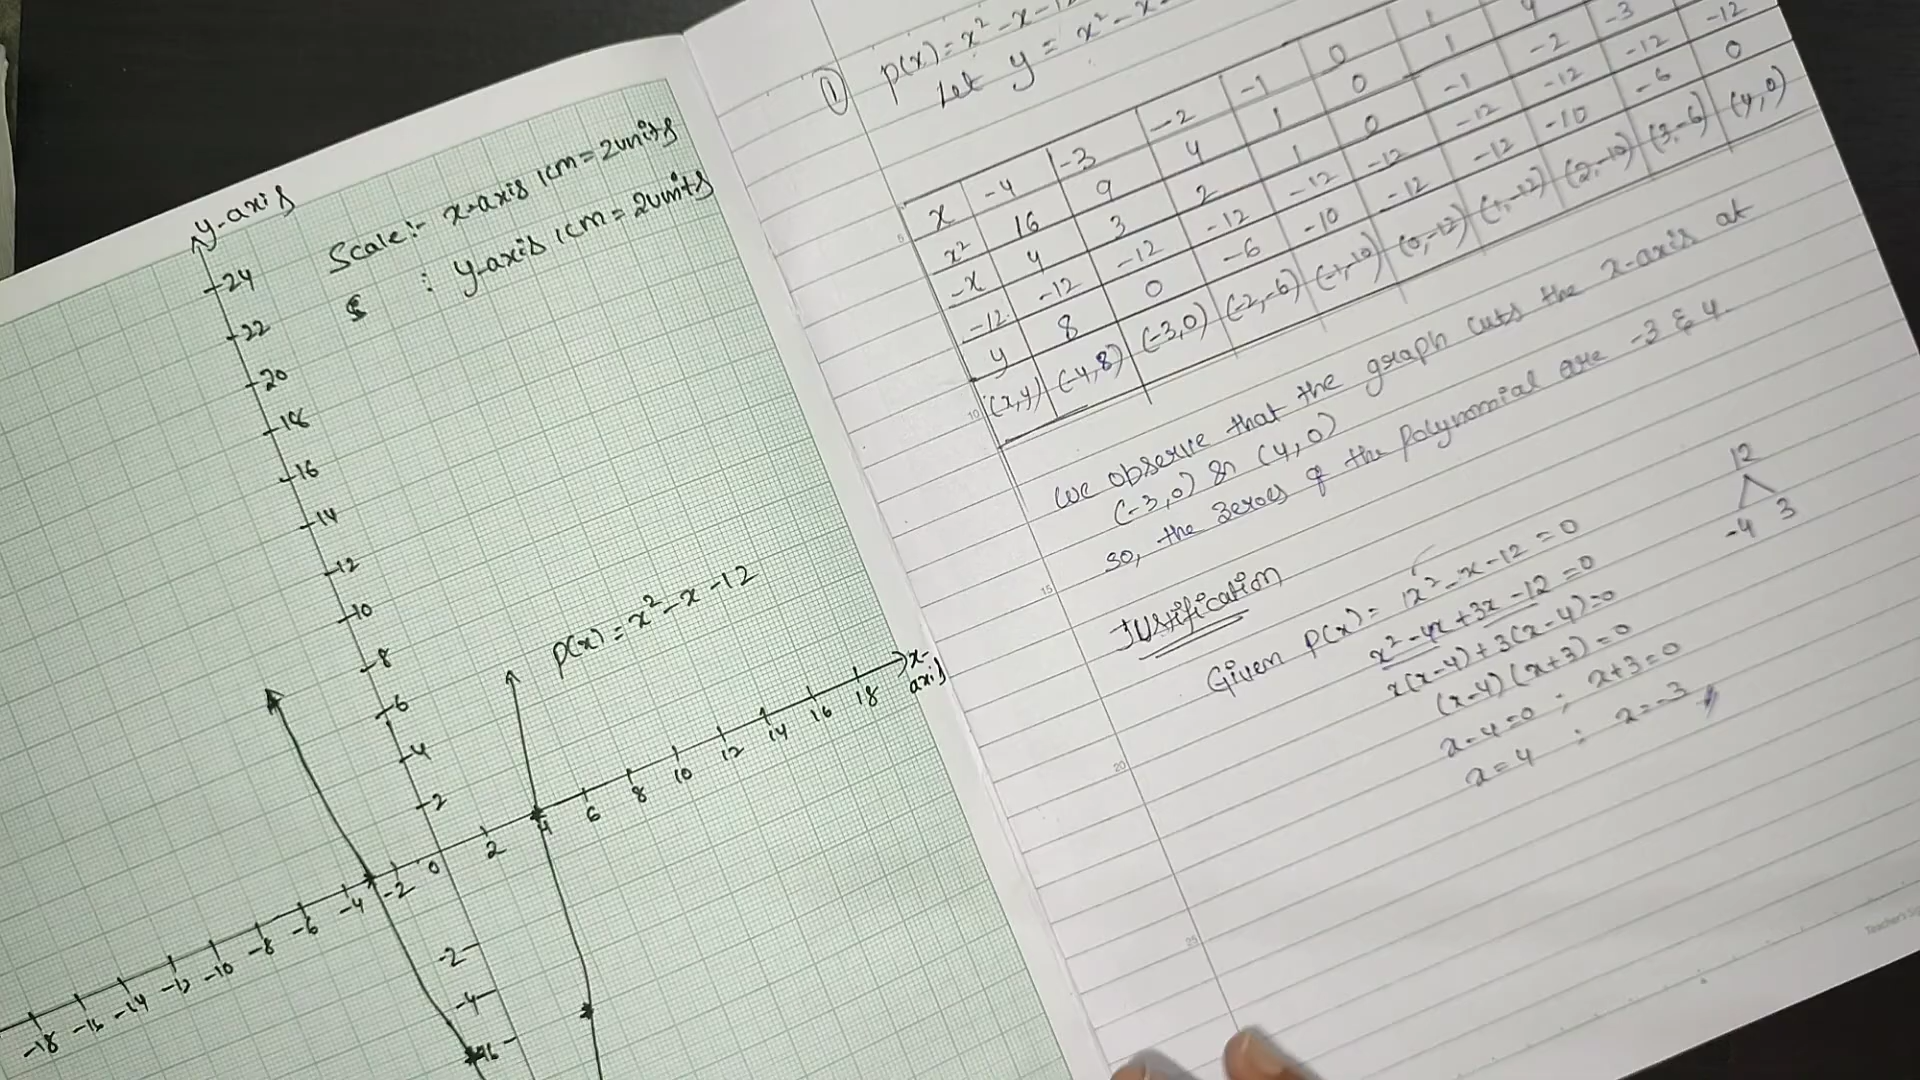 y-axis
Scale:- x-axis 1cm = 2units
: y-axis 1cm = 2units
24
22
20
18
16
14
12
10
8
6
4
2
p(x) = x² - x - 12
x-axis
-18 -16 -14 -12 -10 -8 -6 -4 -2 0 2 4 6 8 10 12 14 16 18
-2
-4
-6
① p(x) = x² - x - 12
Let y = x² - x
x -4 -3 -2 -1 0 1
x² 16 9 4 1 0 1 4
-x 4 3 2 1 0 -1 -2 -3
-12 -12 -12 -12 -12 -12 -12 -12 -12 -12
y 8 0 -6 -10 -12 -12 -10 -6 0
(x,y) (-4,8) (-3,0) (-2,-6) (-1,-10) (0,-12) (1,-12) (2,-10) (3,-6) (4,0)
We observe that the graph cuts the x-axis at
(-3,0) & (4,0)
so, the zeroes of the polynomial are -3 & 4.
Justification
12
-4 3
Given p(x) = 1x² - x - 12 = 0
x² - 4x + 3x - 12 = 0
x(x-4) + 3(x-4) = 0
(x-4)(x+3) = 0
x-4 = 0 ; x+3 = 0
x = 4 ; x = -3
5
10
15
20
25